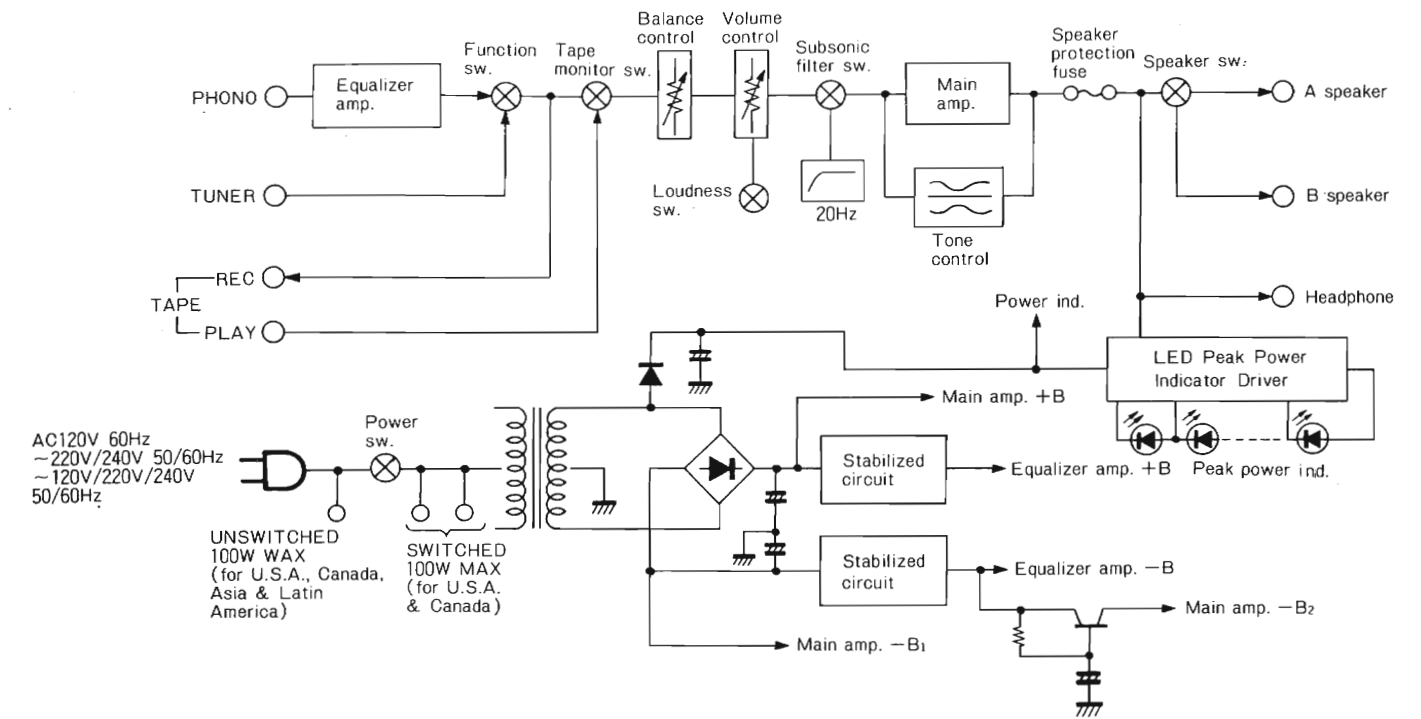 Balance
control
Volume
control
Function
sw.
Tape
monitor sw.
Subsonic
filter sw.
Speaker
protection
fuse
Speaker sw.
PHONO
Equalizer
amp.
Main
amp.
A speaker
TUNER
Loudness
sw.
20Hz
Tone
control
B speaker
REC
TAPE
PLAY
Power ind.
Headphone
LED Peak Power
Indicator Driver
Main amp. +B
AC120V 60Hz
~220V/240V 50/60Hz
~120V/220V/240V
50/60Hz
Power
sw.
Stabilized
circuit
Equalizer amp. +B
Peak power ind.
UNSWITCHED
100W WAX
(for U.S.A., Canada,
Asia & Latin
America)
SWITCHED
100W MAX
(for U.S.A.
& Canada)
Stabilized
circuit
Equalizer amp. −B
Main amp. −B2
Main amp. −B1